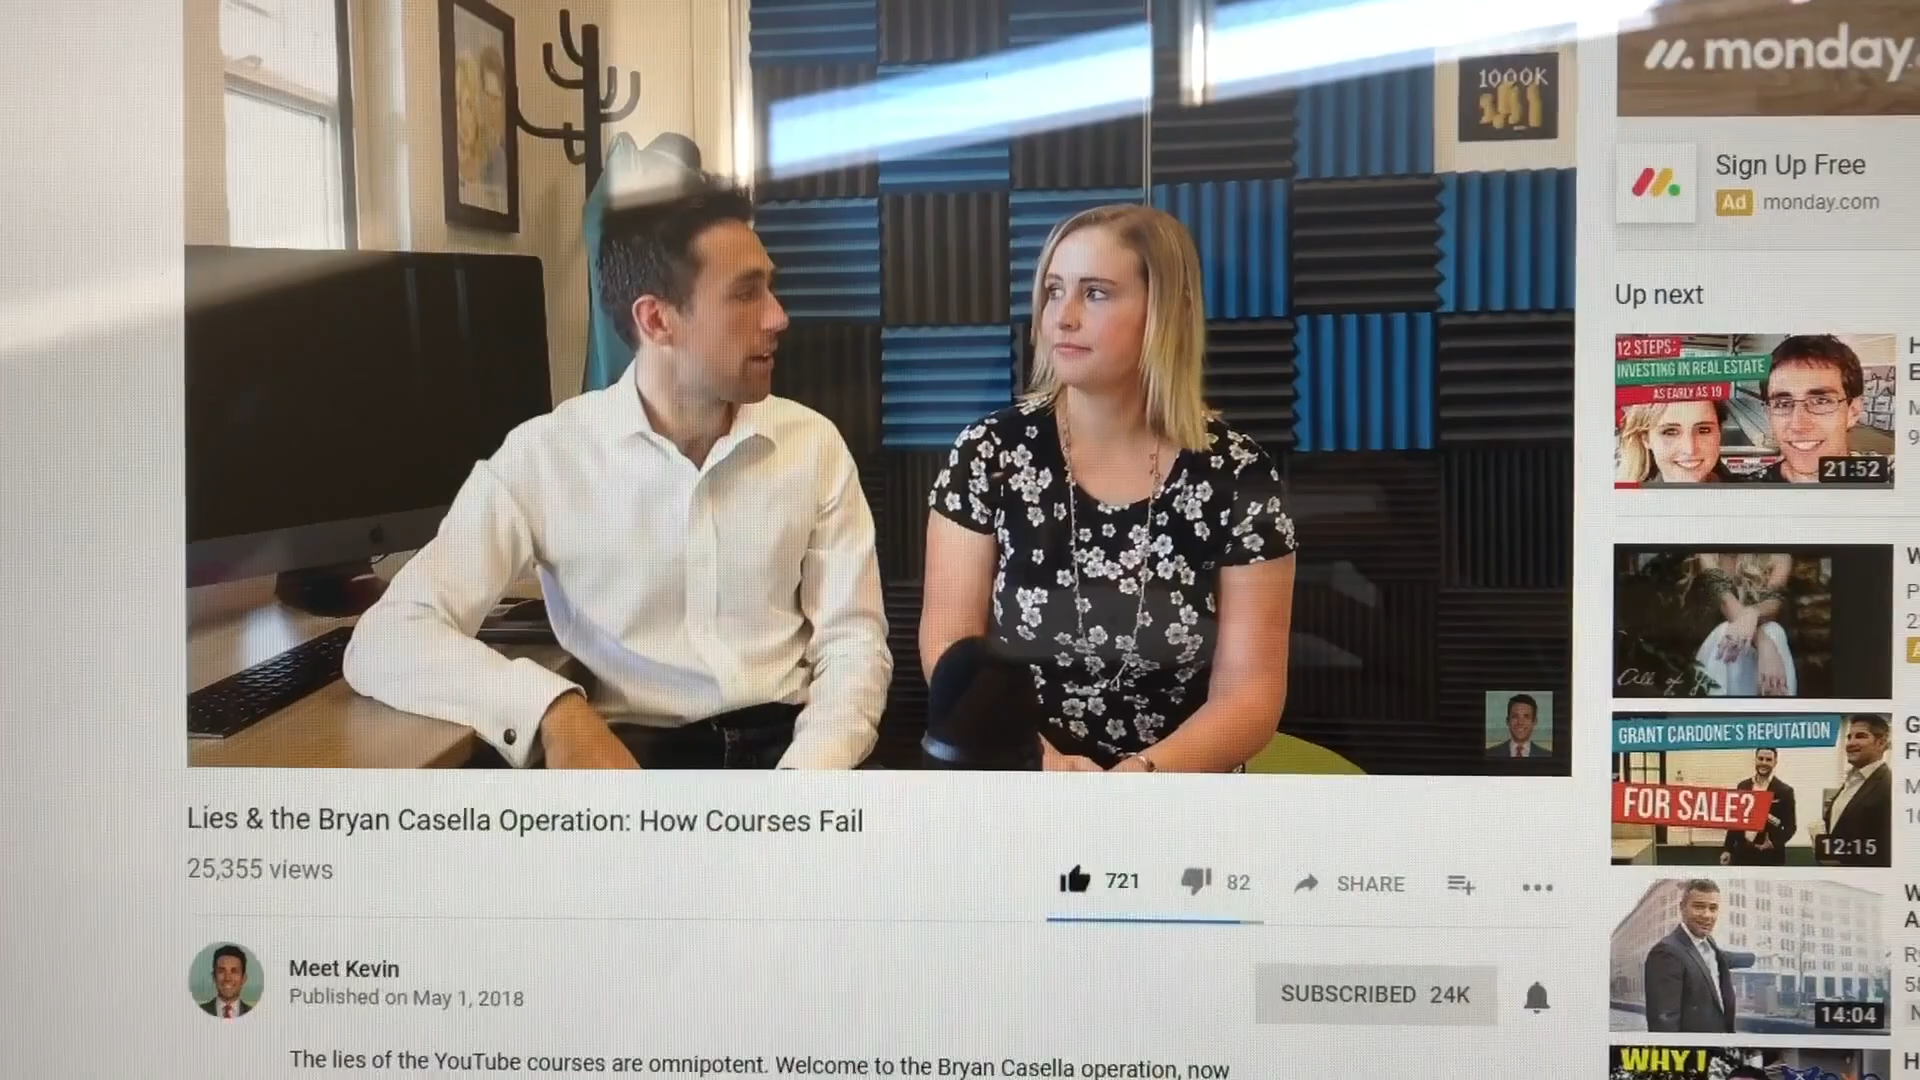 1000K
monday.
Sign Up Free
Ad monday.com
Up next
12 STEPS:
INVESTING IN REAL ESTATE
AS EARLY AS 19
21:52
All of
GRANT CARDONE'S REPUTATION
FOR SALE?
12:15
14:04
WHY I
Lies & the Bryan Casella Operation: How Courses Fail
25,355 views
721
82
SHARE
Meet Kevin
Published on May 1, 2018
SUBSCRIBED 24K
The lies of the YouTube courses are omnipotent. Welcome to the Bryan Casella operation, now